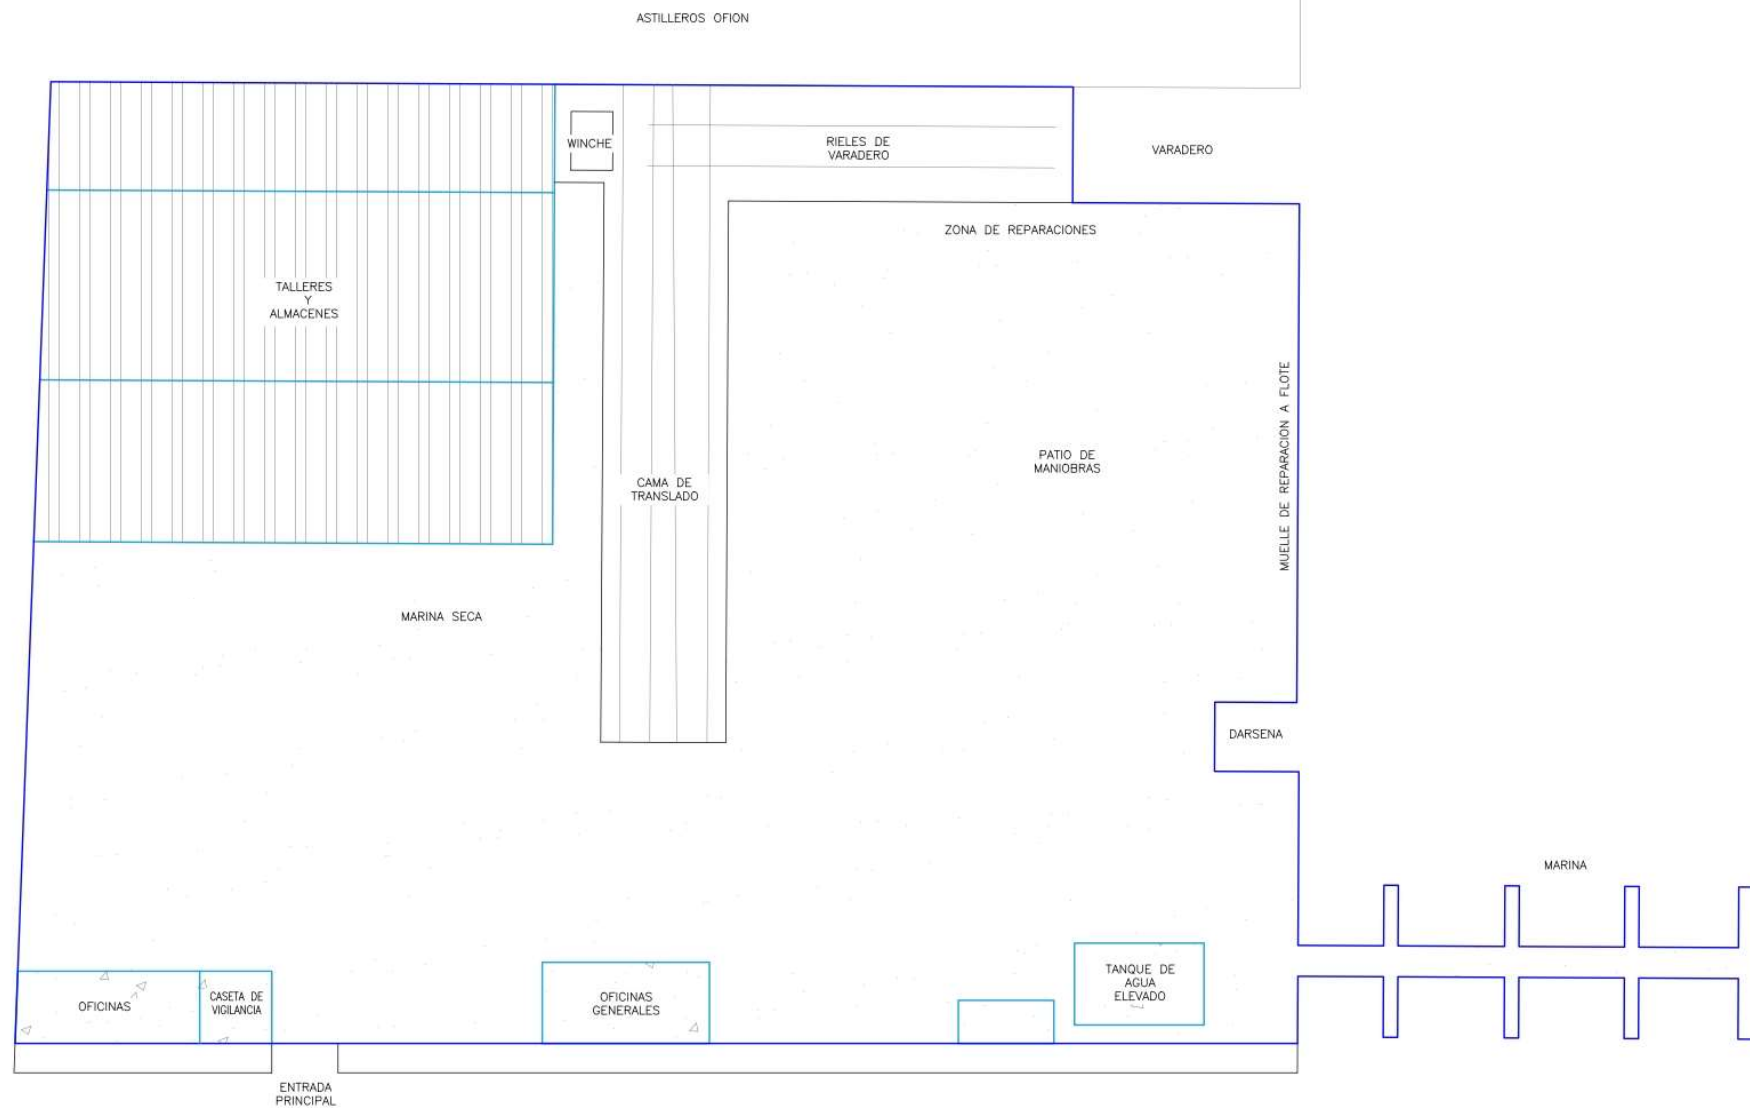 ASTILLEROS OFION
WINCHE
RIELES DE
VARADERO
VARADERO
ZONA DE REPARACIONES
TALLERES
Y
ALMACENES
MUELLE DE REPARACION A FLOTE
PATIO DE
MANIOBRAS
CAMA DE
TRANSLADO
MARINA SECA
DARSENA
MARINA
OFICINAS
CASETA DE
VIGILANCIA
OFICINAS
GENERALES
TANQUE DE
AGUA
ELEVADO
ENTRADA
PRINCIPAL